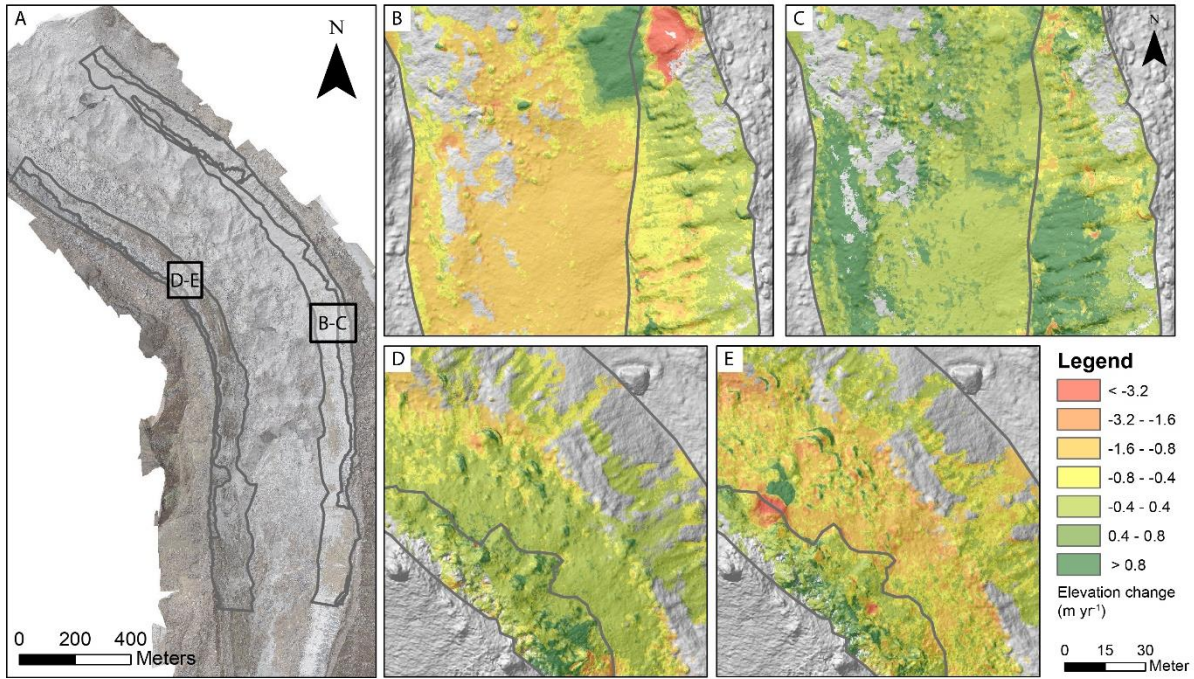 A
N
D-E
B-C
0 200 400
Meters
B
C
N
D
E
Legend
< -3.2
-3.2 - -1.6
-1.6 - -0.8
-0.8 - -0.4
-0.4 - 0.4
0.4 - 0.8
> 0.8
Elevation change
(m yr⁻¹)
0 15 30
Meter